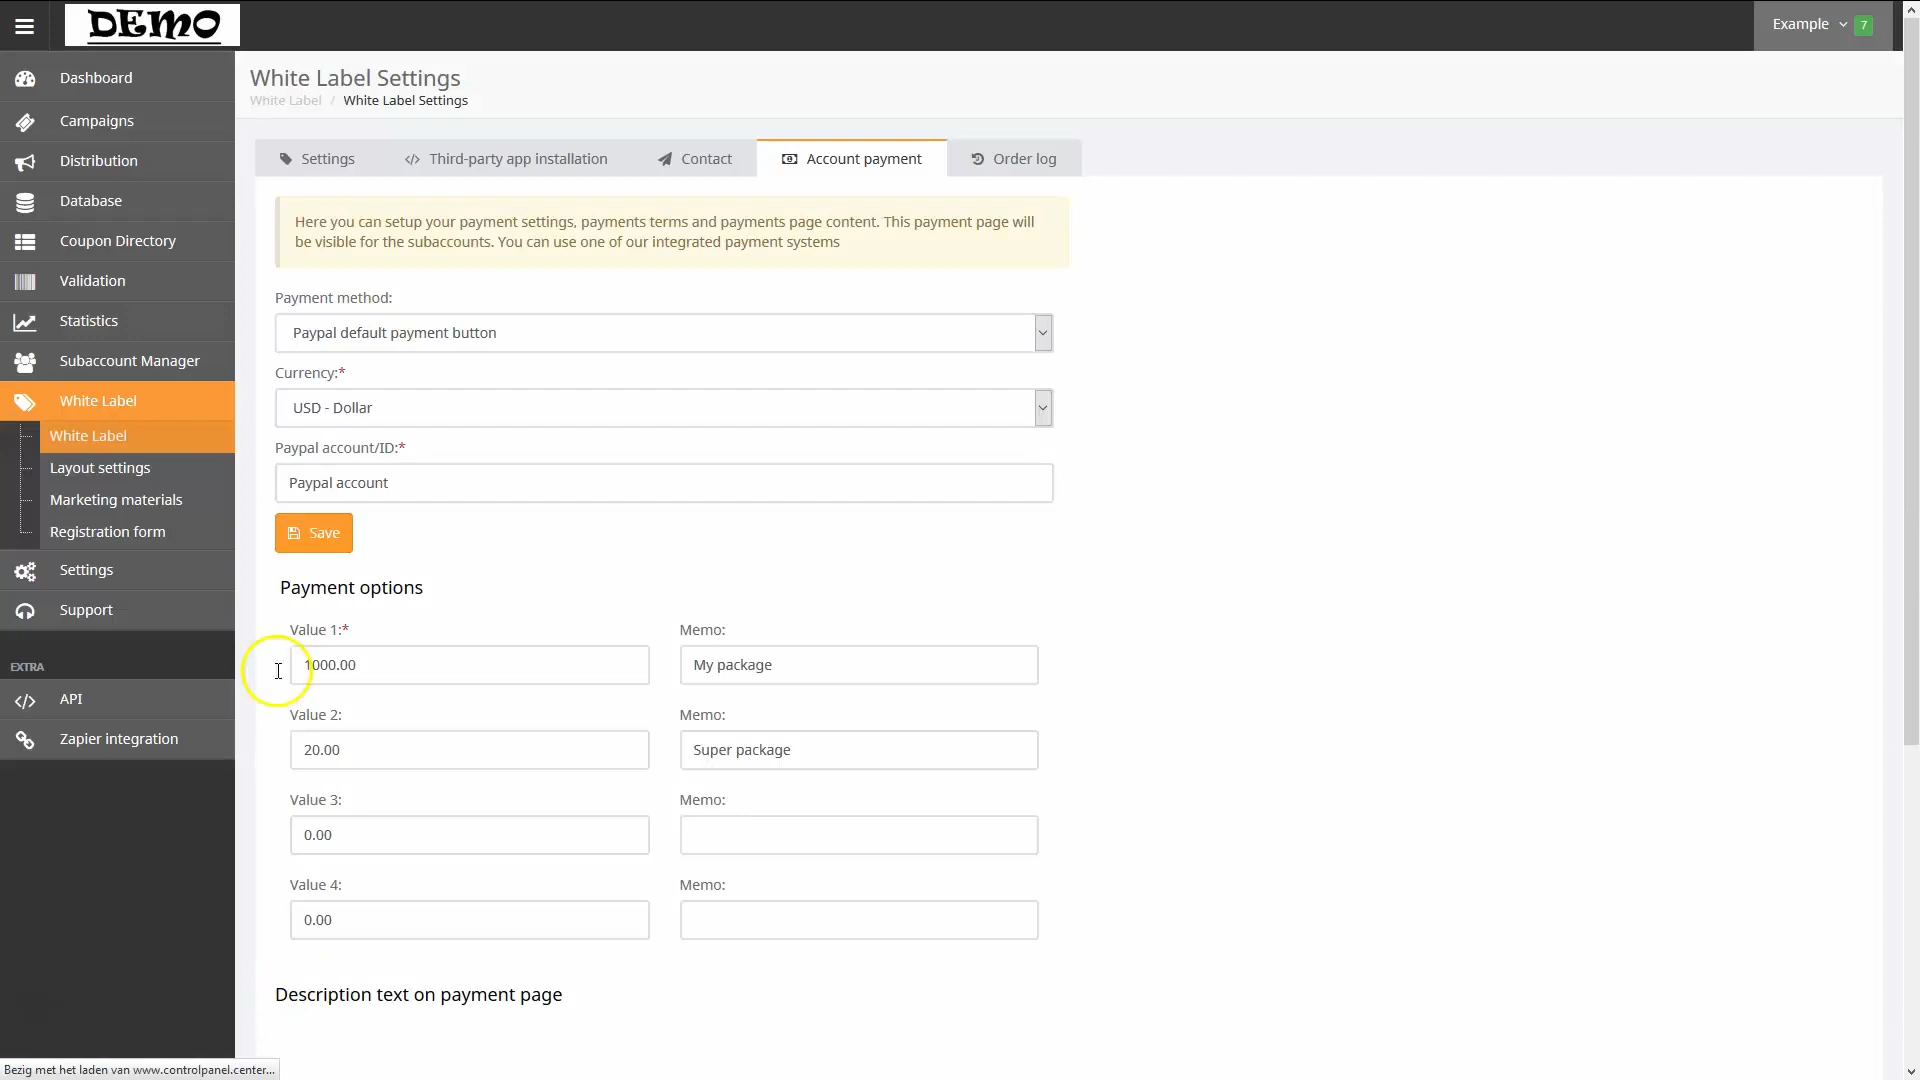 DEMO
Example 7
Dashboard
Campaigns
Distribution
Database
Coupon Directory
Validation
Statistics
Subaccount Manager
White Label
White Label
Layout settings
Marketing materials
Registration form
Settings
Support
EXTRA
API
Zapier integration
White Label Settings
White Label / White Label Settings
Settings
Third-party app installation
Contact
Account payment
Order log
Here you can setup your payment settings, payments terms and payments page content. This payment page will
be visible for the subaccounts. You can use one of our integrated payment systems
Payment method:
Paypal default payment button
Currency:*
USD - Dollar
Paypal account/ID:*
Paypal account
Save
Payment options
Value 1:* Memo:
1000.00 My package
Value 2: Memo:
20.00 Super package
Value 3: Memo:
0.00
Value 4: Memo:
0.00
Description text on payment page
Bezig met het laden van www.controlpanel.center...